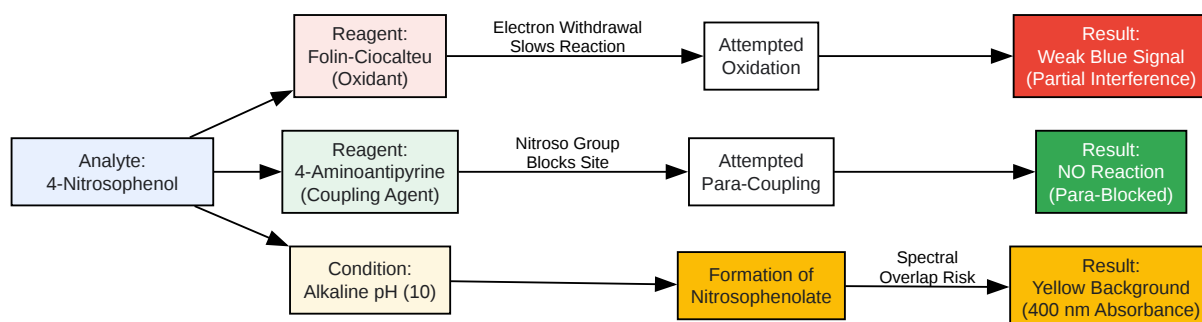 Analyte:
4-Nitrosophenol
Reagent:
Folin-Ciocalteu
(Oxidant)
Electron Withdrawal
Slows Reaction
Attempted
Oxidation
Result:
Weak Blue Signal
(Partial Interference)
Reagent:
4-Aminoantipyrine
(Coupling Agent)
Nitroso Group
Blocks Site
Attempted
Para-Coupling
Result:
NO Reaction
(Para-Blocked)
Condition:
Alkaline pH (10)
Formation of
Nitrosophenolate
Spectral
Overlap Risk
Result:
Yellow Background
(400 nm Absorbance)